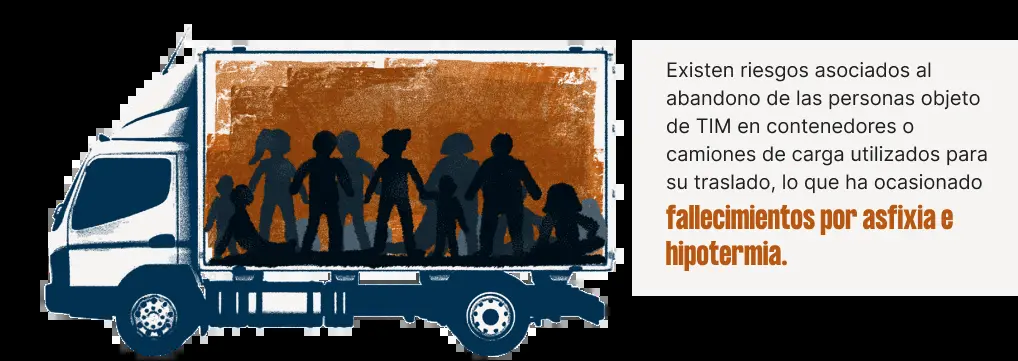 Existen riesgos asociados al
abandono de las personas objeto
de TIM en contenedores o
camiones de carga utilizados para
su traslado, lo que ha ocasionado
fallecimientos por asfixia e
hipotermia.